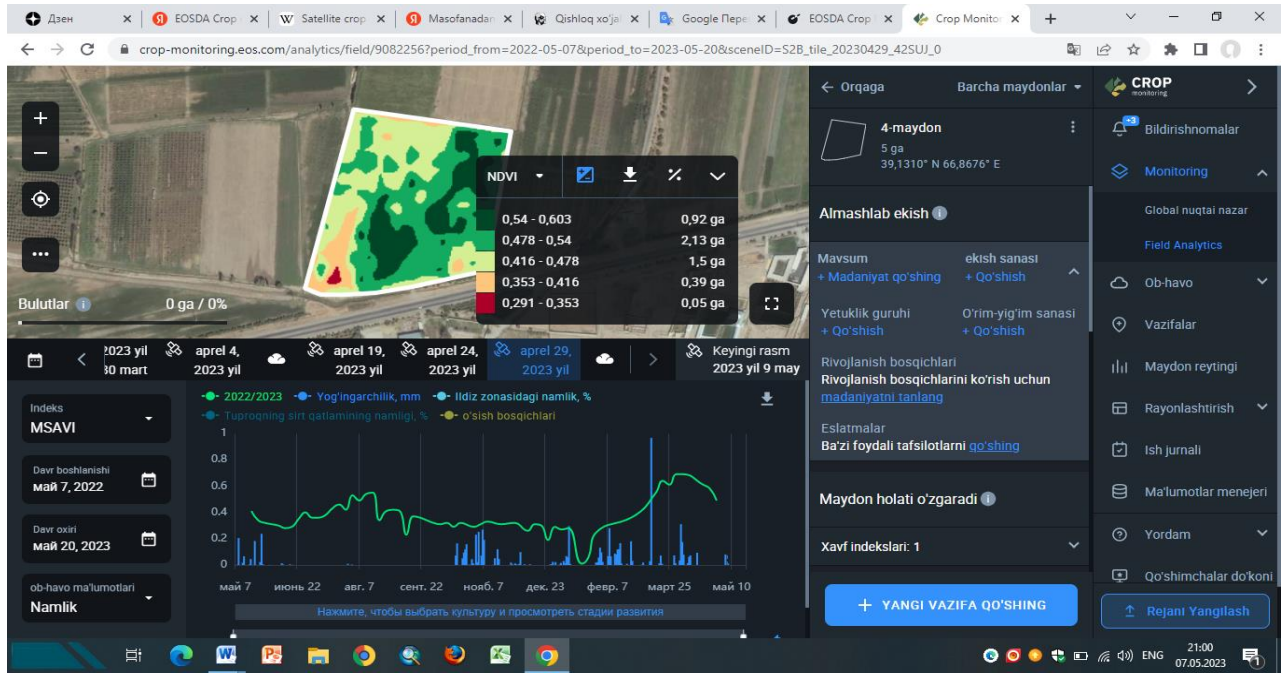 Дзен
EOSDA Crop
Satellite crop
Masofanadan
Qishloq xo'jal
Google Пере
EOSDA Crop
Crop Monitor
crop-monitoring.eos.com/analytics/field/9082256?period_from=2022-05-07&period_to=2023-05-20&sceneID=S2B_tile_20230429_42SUJ_0
NDVI
0,54 - 0,603 0,92 ga
0,478 - 0,54 2,13 ga
0,416 - 0,478 1,5 ga
0,353 - 0,416 0,39 ga
0,291 - 0,353 0,05 ga
Bulutlar 0 ga / 0%
2023 yil
30 mart
aprel 4,
2023 yil
aprel 19,
2023 yil
aprel 24,
2023 yil
aprel 29,
2023 yil
Keyingi rasm
2023 yil 9 may
Indeks
MSAVI
Davr boshlanishi
май 7, 2022
Davr oxiri
май 20, 2023
ob-havo ma'lumotlari
Namlik
2022/2023 Yog'ingarchilik, mm Ildiz zonasidagi namlik, %
Tuproqning sirt qatlamining namligi, % o'sish bosqichlari
1
0.8
0.6
0.4
0.2
0
май 7 июнь 22 авг. 7 сент. 22 нояб. 7 дек. 23 февр. 7 март 25 май 10
Нажмите, чтобы выбрать культуру и просмотреть стадии развития
Orqaga Barcha maydonlar
4-maydon
5 ga
39,1310° N 66,8676° E
Almashlab ekish
Mavsum ekish sanasi
+ Madaniyat qo'shing + Qo'shish
Yetuklik guruhi O'rim-yig'im sanasi
+ Qo'shish + Qo'shish
Rivojlanish bosqichlari
Rivojlanish bosqichlarini ko'rish uchun
madaniyatni tanlang
Eslatmalar
Ba'zi foydali tafsilotlarni qo'shing
Maydon holati o'zgaradi
Xavf indekslari: 1
+ YANGI VAZIFA QO'SHING
CROP
monitoring
+3
Bildirishnomalar
Monitoring
Global nuqtai nazar
Field Analytics
Ob-havo
Vazifalar
Maydon reytingi
Rayonlashtirish
Ish jurnali
Ma'lumotlar menejeri
Yordam
Qo'shimchalar do'koni
Rejani Yangilash
ENG
21:00
07.05.2023